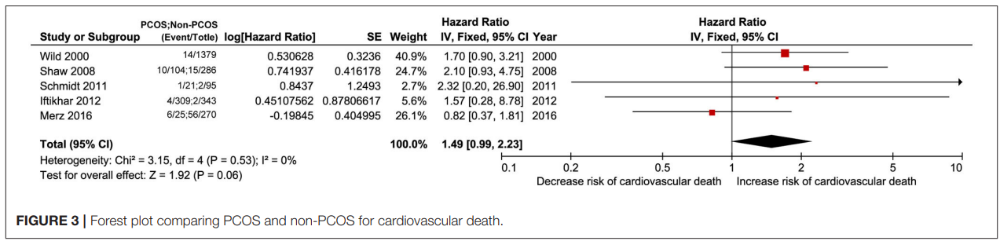 PCOS;Non-PCOS Hazard Ratio Hazard Ratio
Study or Subgroup (Event/Totle) log[Hazard Ratio] SE Weight IV, Fixed, 95% CI Year IV, Fixed, 95% CI
Wild 2000 14/1379 0.530628 0.3236 40.9% 1.70 [0.90, 3.21] 2000
Shaw 2008 10/104;15/286 0.741937 0.416178 24.7% 2.10 [0.93, 4.75] 2008
Schmidt 2011 1/21;2/95 0.8437 1.2493 2.7% 2.32 [0.20, 26.90] 2011
Iftikhar 2012 4/309;2/343 0.45107562 0.87806617 5.6% 1.57 [0.28, 8.78] 2012
Merz 2016 6/25;56/270 -0.19845 0.404995 26.1% 0.82 [0.37, 1.81] 2016
Total (95% CI) 100.0% 1.49 [0.99, 2.23]
Heterogeneity: Chi² = 3.15, df = 4 (P = 0.53); I² = 0%
Test for overall effect: Z = 1.92 (P = 0.06)
0.1 0.2 0.5 1 2 5 10
Decrease risk of cardiovascular death Increase risk of cardiovascular death
FIGURE 3 | Forest plot comparing PCOS and non-PCOS for cardiovascular death.